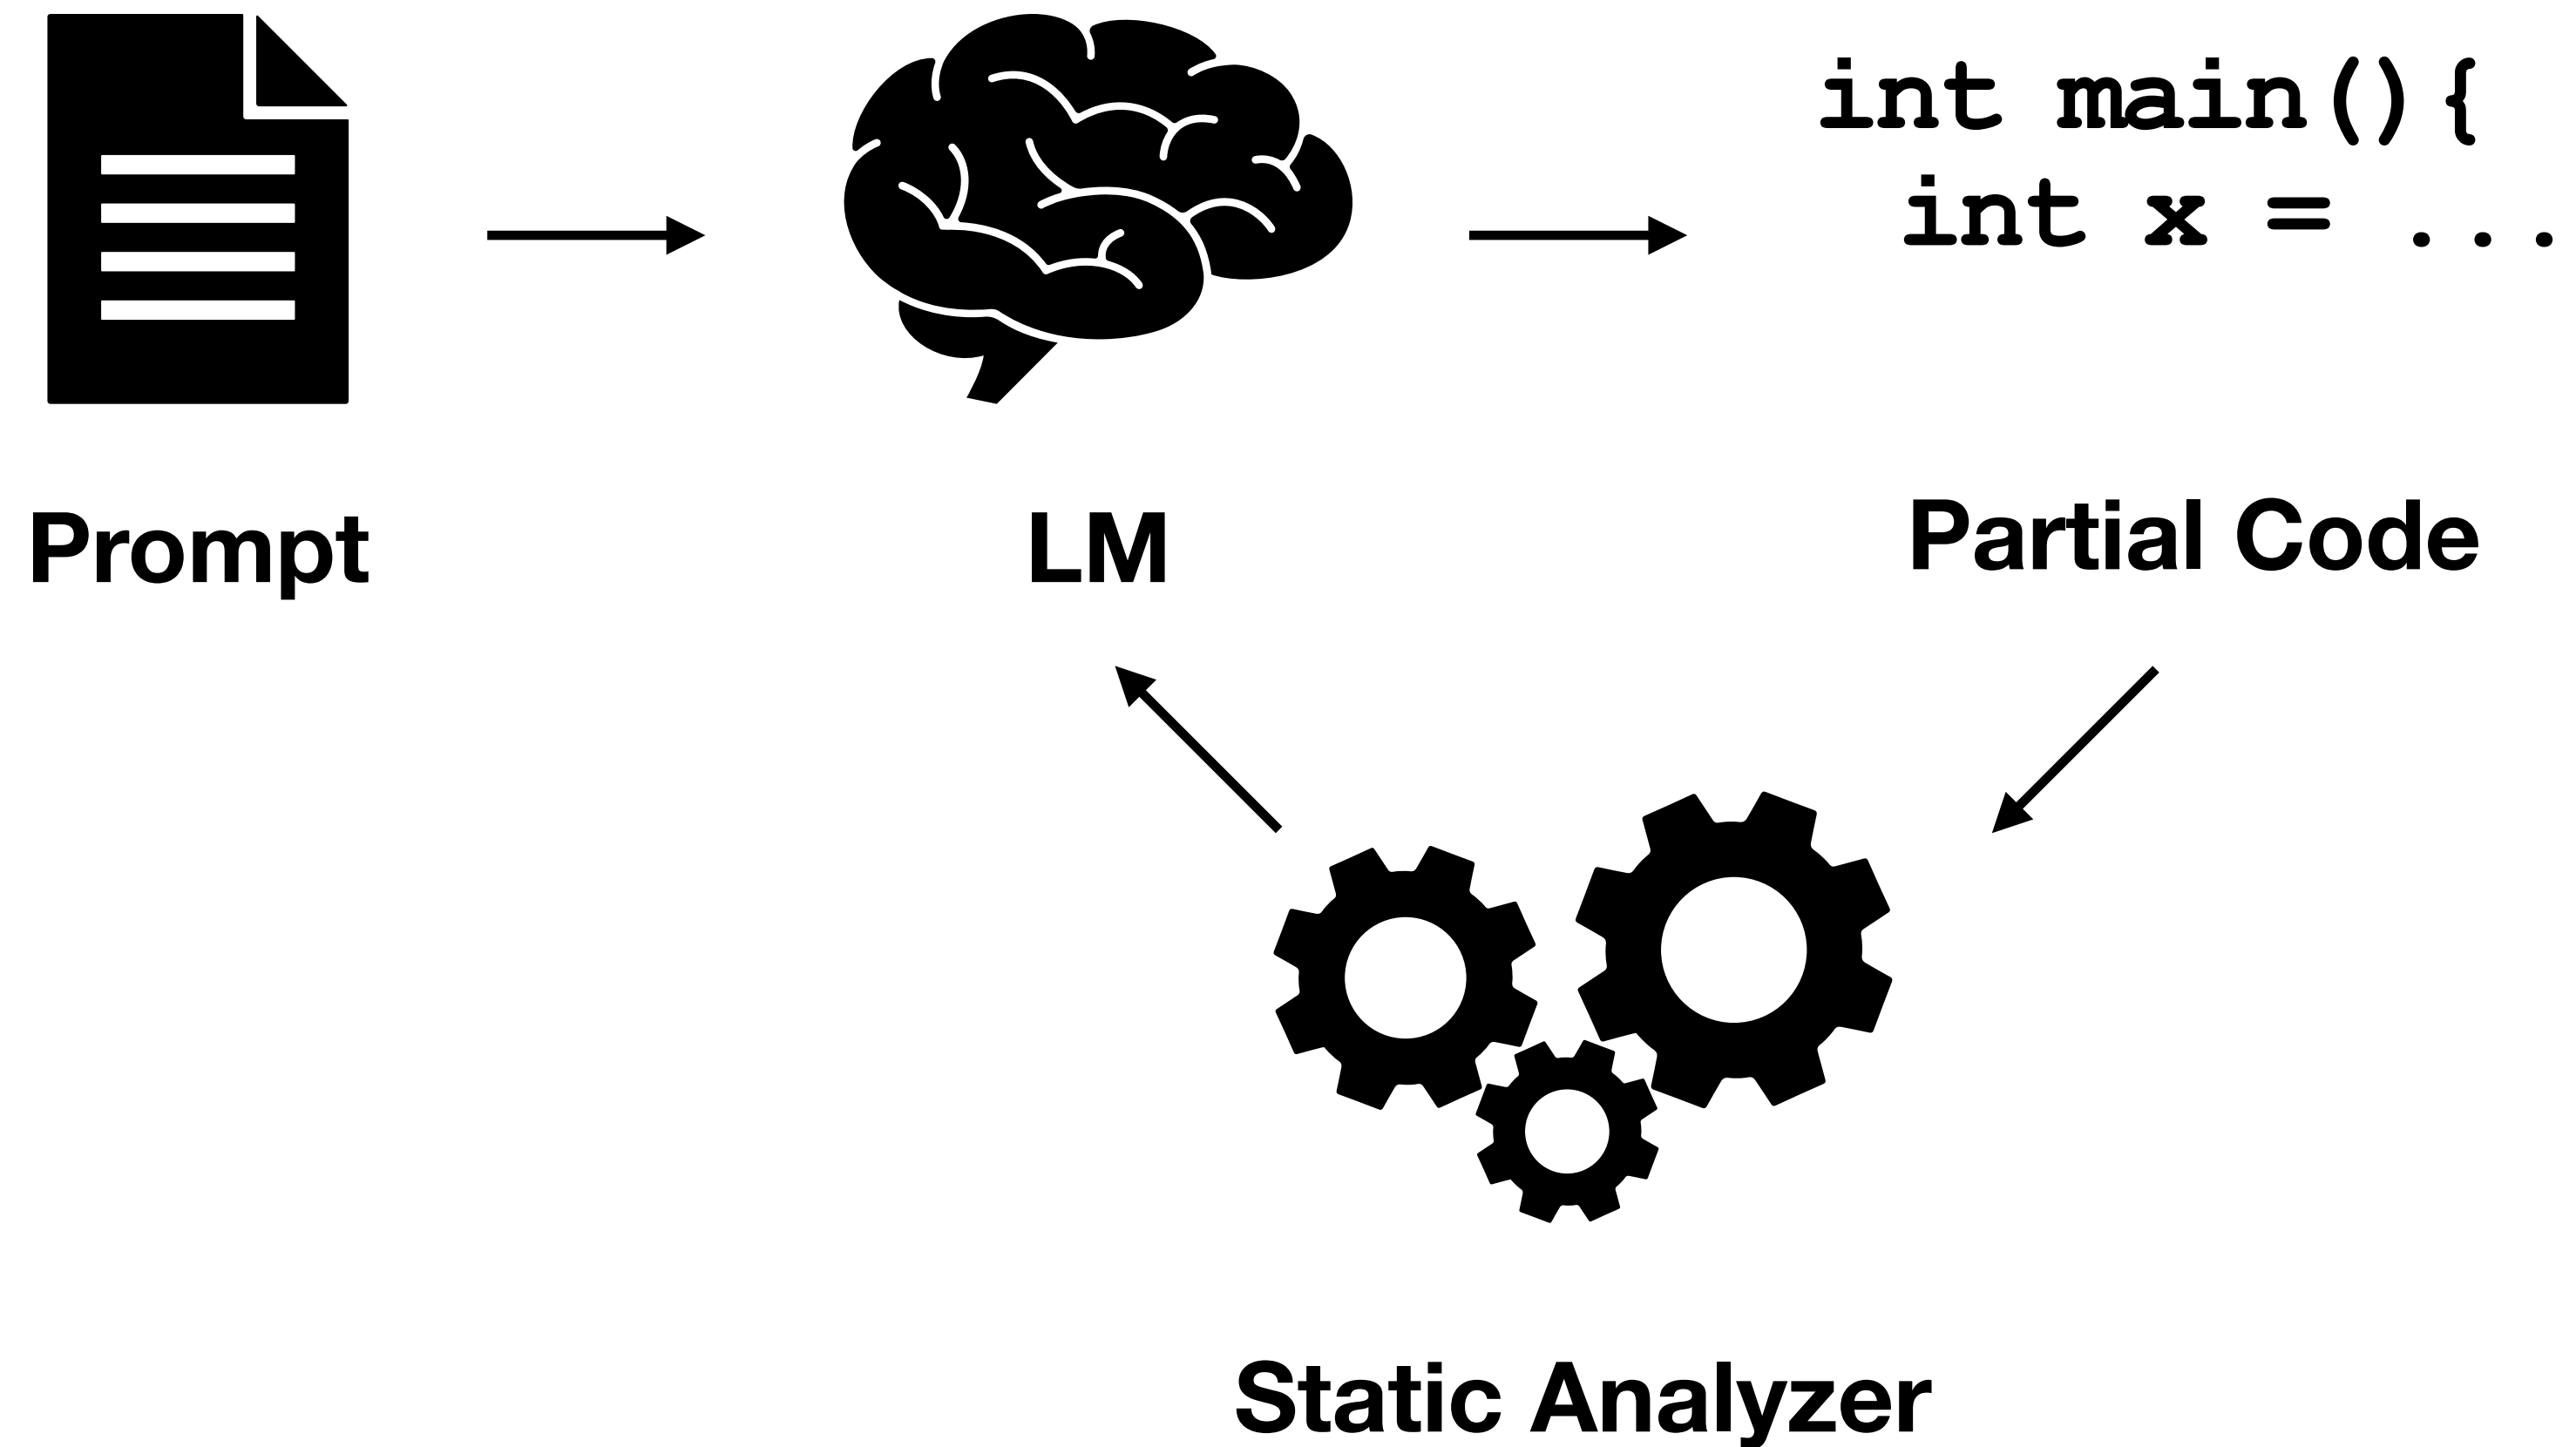 int main(){
int x = ...
Prompt
LM
Partial Code
Static Analyzer